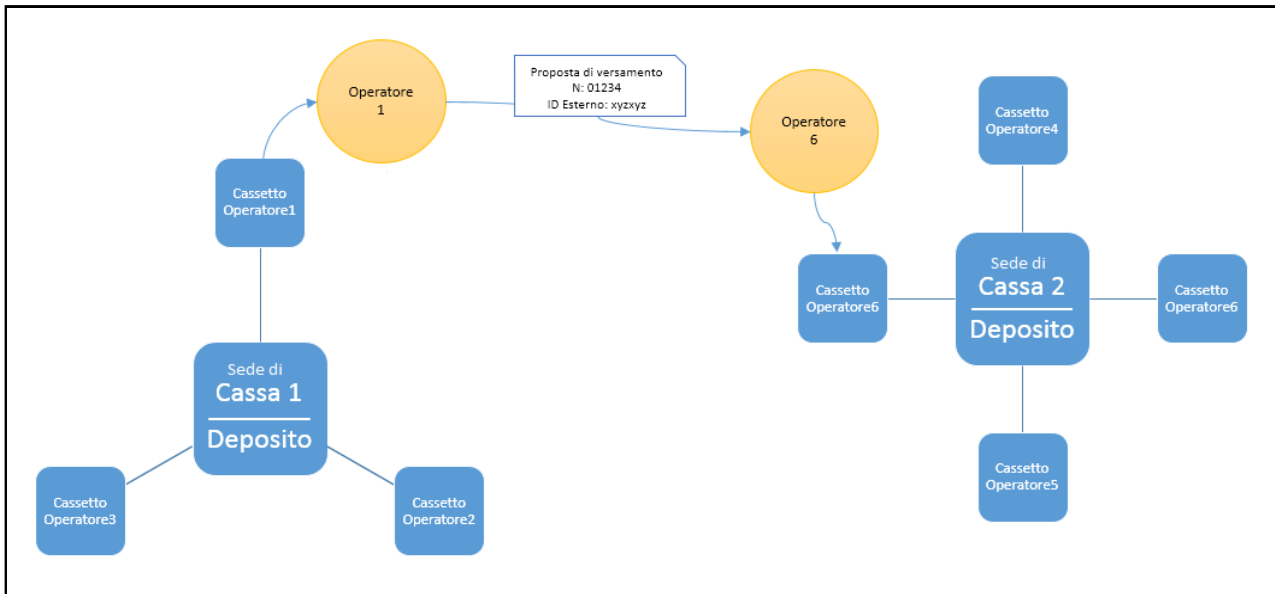 Operatore
1
Proposta di versamento
N: 01234
ID Esterno: xyzxyz
Operatore
6
Cassetto
Operatore4
Cassetto
Operatore1
Cassetto
Operatore6
Sede di
Cassa 2
Deposito
Cassetto
Operatore6
Sede di
Cassa 1
Deposito
Cassetto
Operatore3
Cassetto
Operatore2
Cassetto
Operatore5